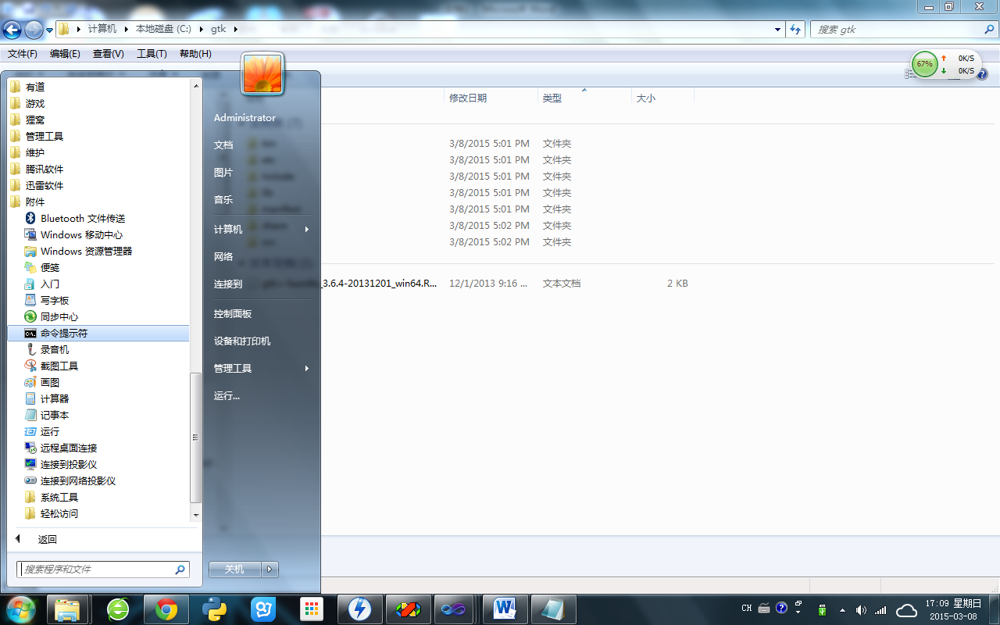 计算机 本地磁盘 (C:) gtk
搜索 gtk
文件(F) 编辑(E) 查看(V) 工具(T) 帮助(H)
67% 0K/S
0K/S
修改日期 类型 大小
3/8/2015 5:01 PM 文件夹
3/8/2015 5:01 PM 文件夹
3/8/2015 5:01 PM 文件夹
3/8/2015 5:01 PM 文件夹
3/8/2015 5:01 PM 文件夹
3/8/2015 5:02 PM 文件夹
3/8/2015 5:02 PM 文件夹
_3.6.4-20131201_win64.R... 12/1/2013 9:16 ... 文本文档 2 KB
有道
游戏
狸窝
管理工具
维护
腾讯软件
迅雷软件
附件
Bluetooth 文件传送
Windows 移动中心
Windows 资源管理器
便笺
入门
写字板
同步中心
命令提示符
录音机
截图工具
画图
计算器
记事本
运行
远程桌面连接
连接到投影仪
连接到网络投影仪
系统工具
轻松访问
返回
搜索程序和文件
Administrator
文档
图片
音乐
计算机
网络
连接到
控制面板
设备和打印机
管理工具
运行...
关机
CH
17:09 星期日
2015-03-08